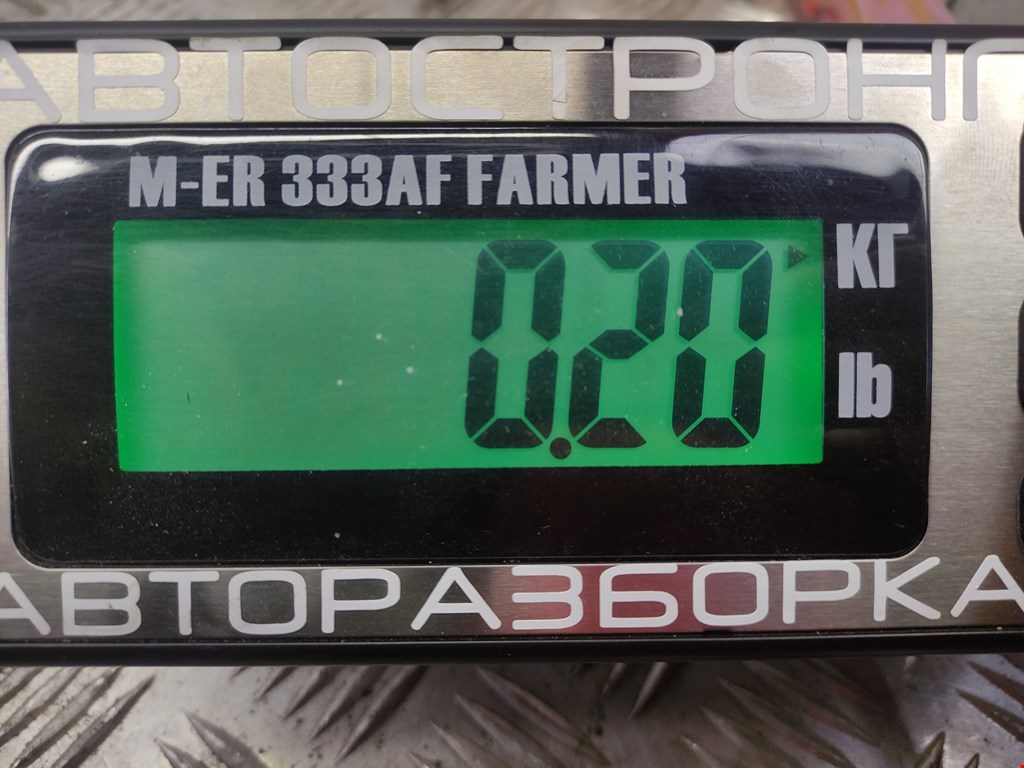 АВТОСТРОНГ
M-ER 333AF FARMER
0.20
КГ
lb
АВТОРАЗБОРКА